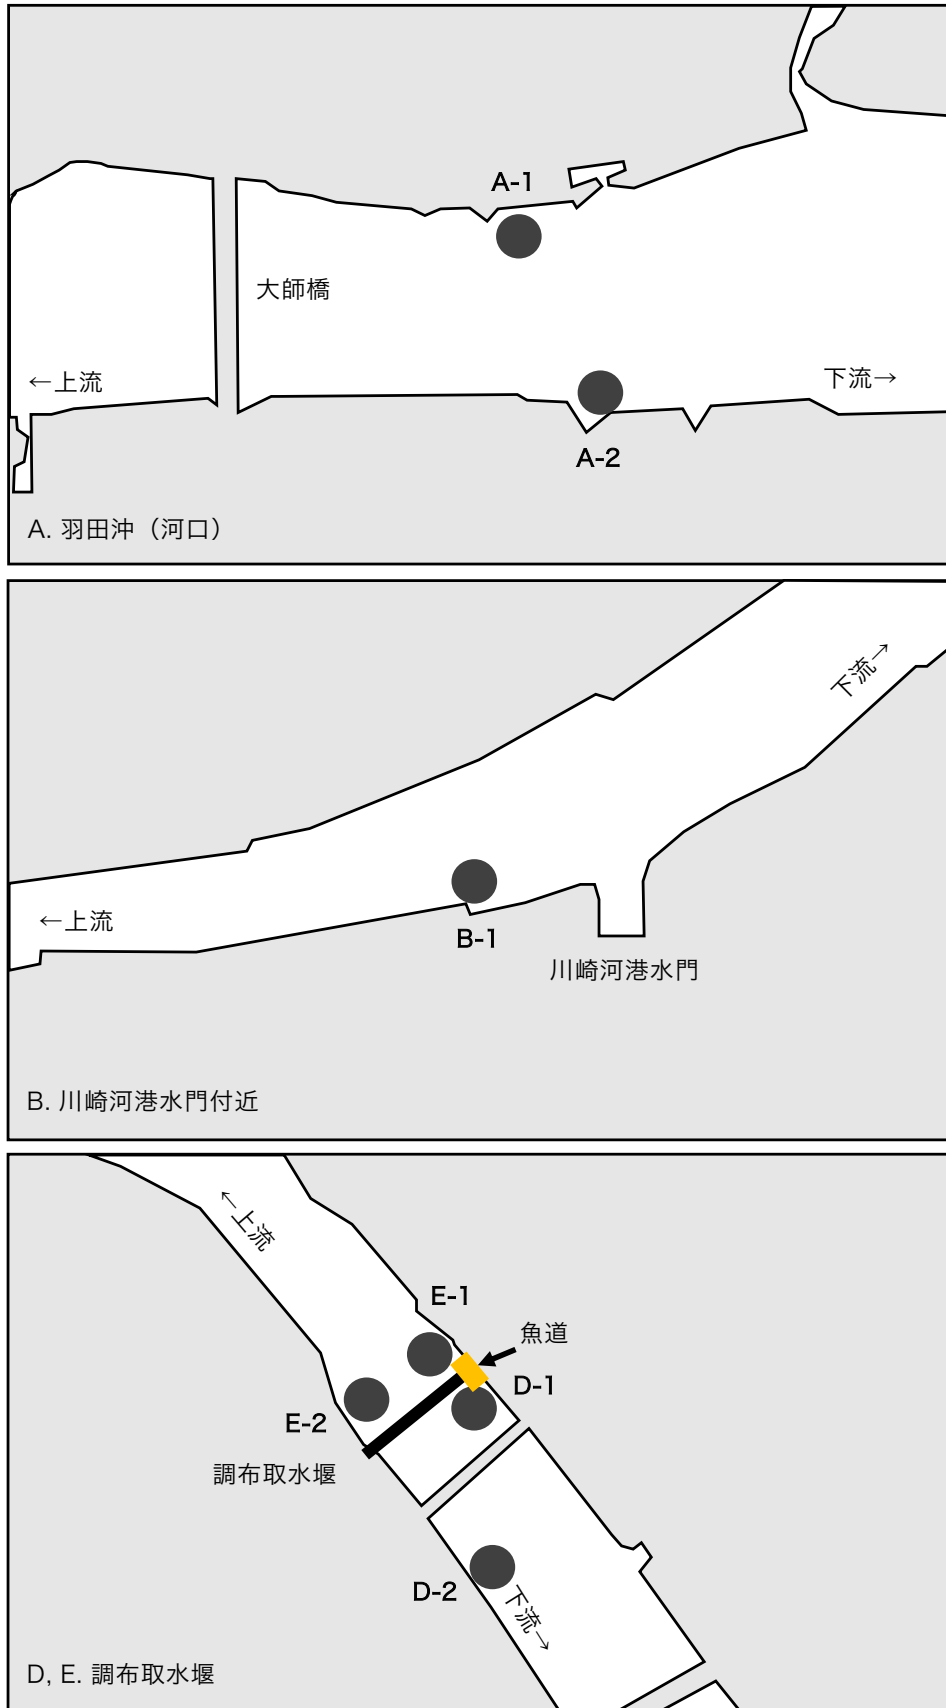 A-1
大師橋
←上流
下流→
A-2
A. 羽田沖（河口）
下流→
←上流
B-1
川崎河港水門
B. 川崎河港水門付近
←上流
E-1
魚道
D-1
E-2
調布取水堰
D-2
下流→
D, E. 調布取水堰